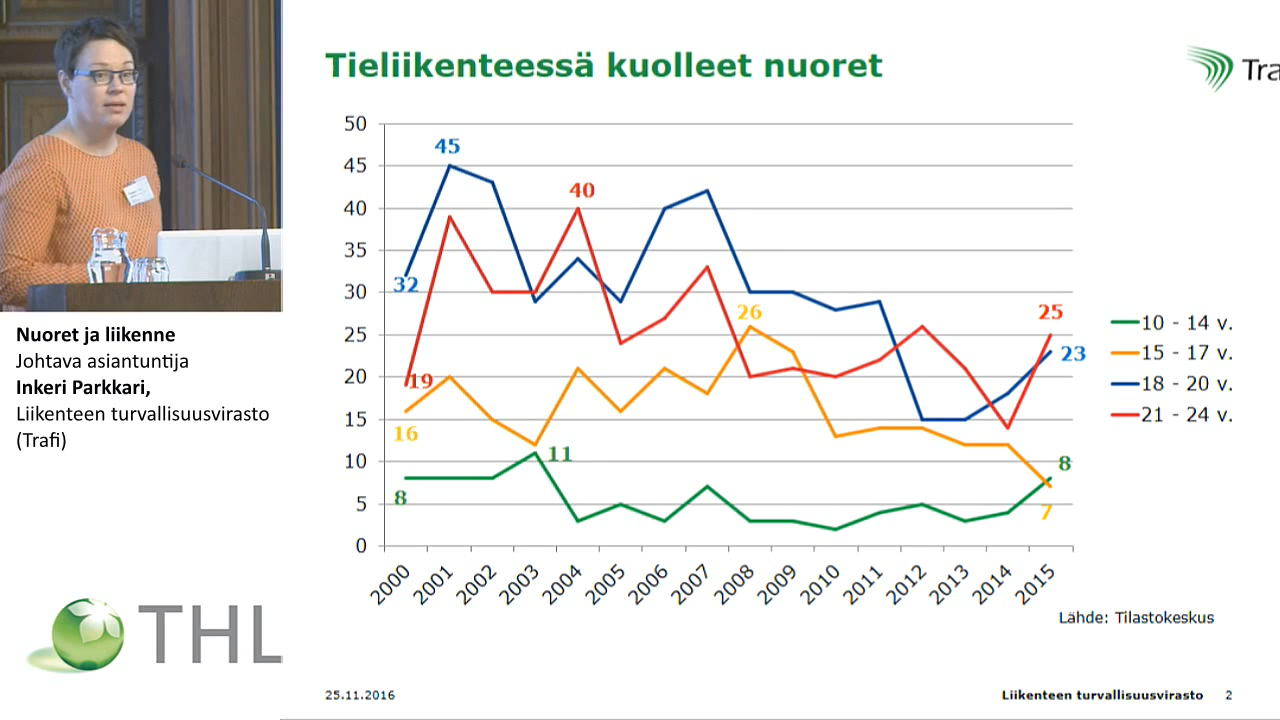 Tieliikenteessä kuolleet nuoret
Tra
50
45
40
35
30
25
20
15
10
5
0
45
40
32
19
16
8
11
26
25
23
8
7
2000 2001 2002 2003 2004 2005 2006 2007 2008 2009 2010 2011 2012 2013 2014 2015
10 - 14 v.
15 - 17 v.
18 - 20 v.
21 - 24 v.
Lähde: Tilastokeskus
Nuoret ja liikenne
Johtava asiantuntija
Inkeri Parkkari,
Liikenteen turvallisuusvirasto
(Trafi)
THL
25.11.2016
Liikenteen turvallisuusvirasto 2